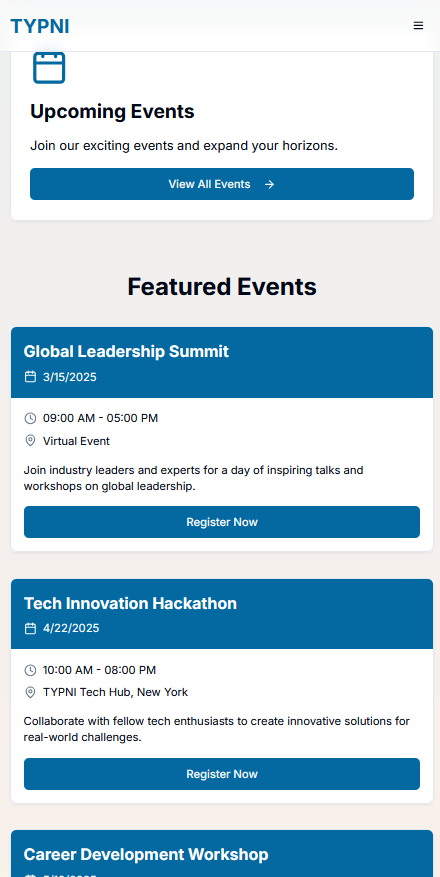 TYPNI
Upcoming Events
Join our exciting events and expand your horizons.
View All Events
Featured Events
Global Leadership Summit
3/15/2025
09:00 AM - 05:00 PM
Virtual Event
Join industry leaders and experts for a day of inspiring talks and
workshops on global leadership.
Register Now
Tech Innovation Hackathon
4/22/2025
10:00 AM - 08:00 PM
TYPNI Tech Hub, New York
Collaborate with fellow tech enthusiasts to create innovative solutions for
real-world challenges.
Register Now
Career Development Workshop